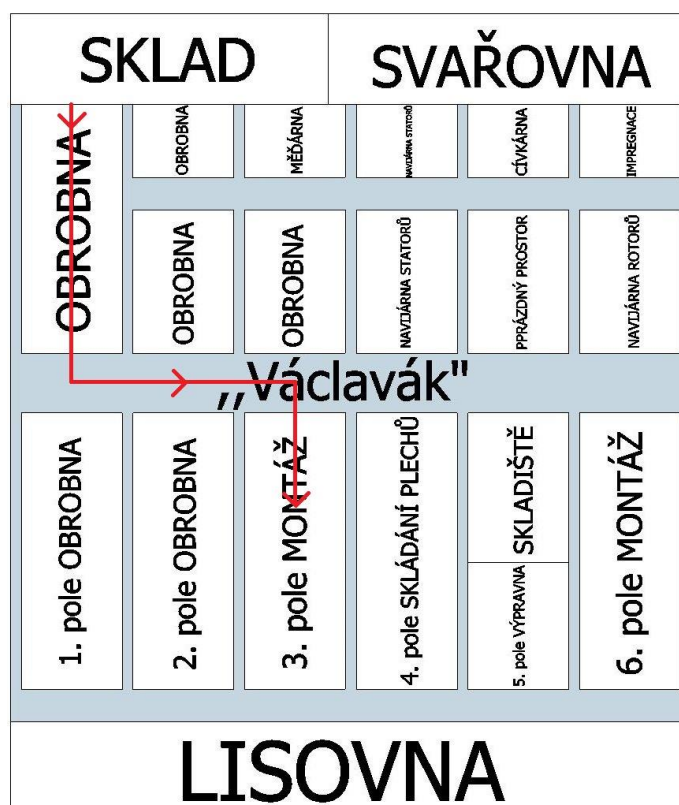 SKLAD
SVAŘOVNA
OBROBNA
OBROBNA
MĚĎÁRNA
NAVIJÁRNA STATORŮ
CÍVKÁRNA
IMPREGNACE
OBROBNA
OBROBNA
NAVIJÁRNA STATORŮ
PPRÁZDNÝ PROSTOR
NAVIJÁRNA ROTORŮ
,,Václavák"
1. pole OBROBNA
2. pole OBROBNA
3. pole MONTÁŽ
4. pole SKLÁDÁNÍ PLECHŮ
SKLADIŠTĚ
5. pole VÝPRAVNA
6. pole MONTÁŽ
LISOVNA